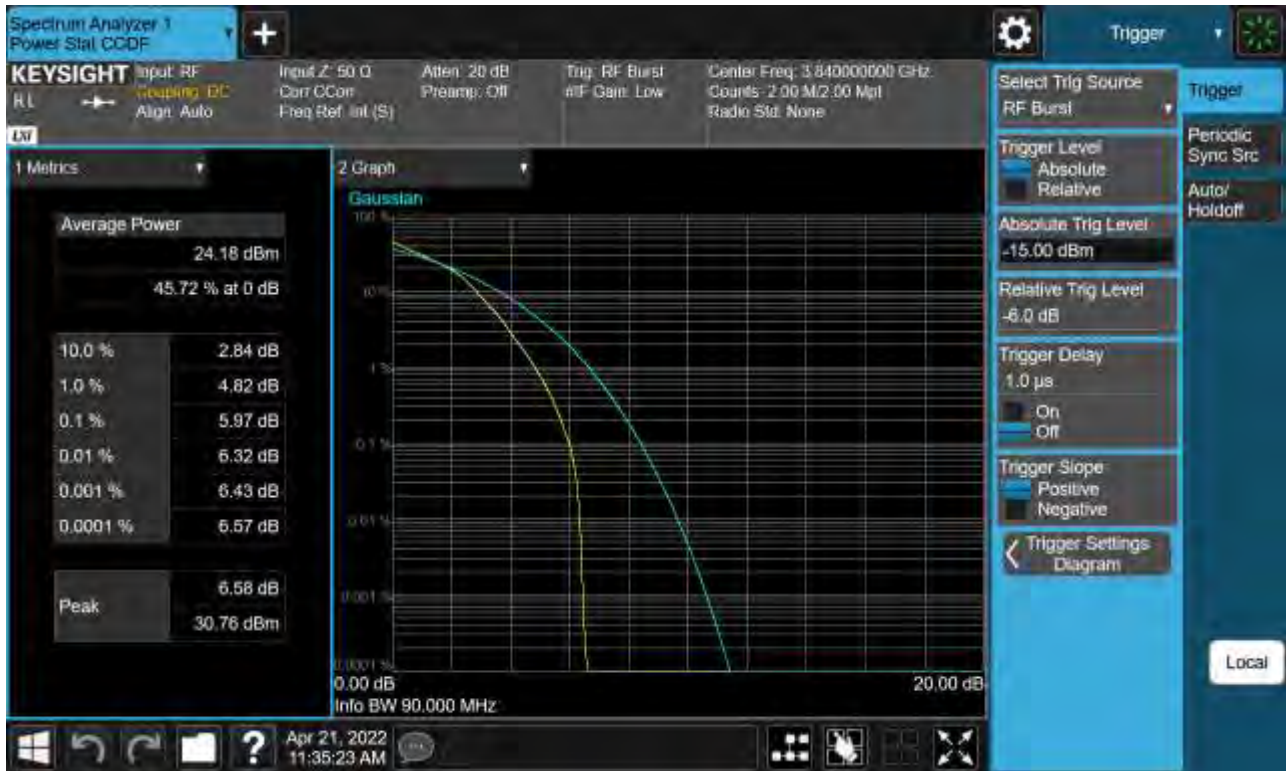 Spectrum Analyzer 1
Power Stat CCDF
+
Trigger
KEYSIGHT
RL
LXI
Input: RF
Coupling: DC
Align: Auto
Input Z: 50 Ω
Corr CCorr
Freq Ref: Int (S)
Atten: 20 dB
Preamp: Off
Trig: RF Burst
#IF Gain: Low
Center Freq: 3.840000000 GHz
Counts: 2.00 M/2.00 Mpt
Radio Std: None
1 Metrics
Average Power
24.18 dBm
45.72 % at 0 dB
10.0 % 2.84 dB
1.0 % 4.82 dB
0.1 % 5.97 dB
0.01 % 6.32 dB
0.001 % 6.43 dB
0.0001 % 6.57 dB
Peak
6.58 dB
30.76 dBm
2 Graph
Gaussian
100 %
10 %
1 %
0.1 %
0.01 %
0.001 %
0.0001 %
0.00 dB
20.00 dB
Info BW 90.000 MHz
Select Trig Source
RF Burst
Trigger Level
Absolute
Relative
Absolute Trig Level
-15.00 dBm
Relative Trig Level
-6.0 dB
Trigger Delay
1.0 µs
On
Off
Trigger Slope
Positive
Negative
Trigger Settings
Diagram
Trigger
Periodic
Sync Src
Auto/
Holdoff
Local
?
Apr 21, 2022
11:35:23 AM